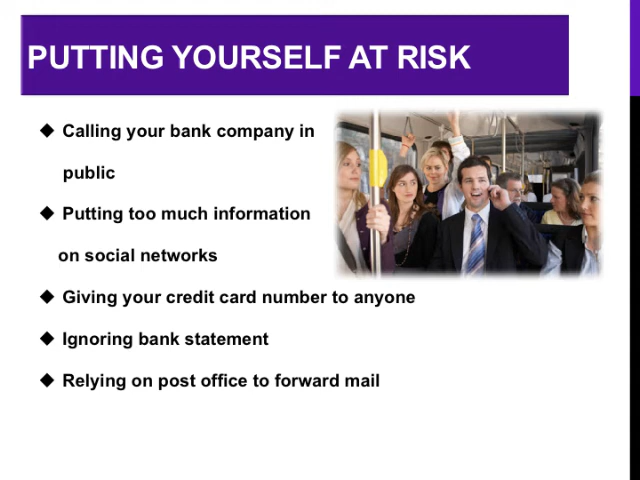 PUTTING YOURSELF AT RISK
◆ Calling your bank company in
public
◆ Putting too much information
on social networks
◆ Giving your credit card number to anyone
◆ Ignoring bank statement
◆ Relying on post office to forward mail